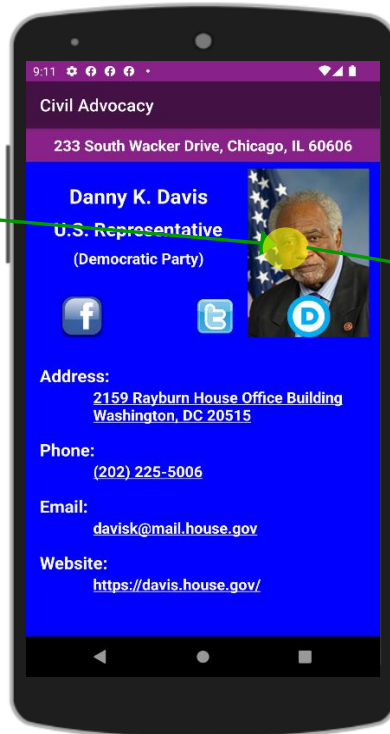 9:11
Civil Advocacy
233 South Wacker Drive, Chicago, IL 60606
Danny K. Davis
U.S. Representative
(Democratic Party)
D
Address:
2159 Rayburn House Office Building
Washington, DC 20515
Phone:
(202) 225-5006
Email:
davisk@mail.house.gov
Website:
https://davis.house.gov/